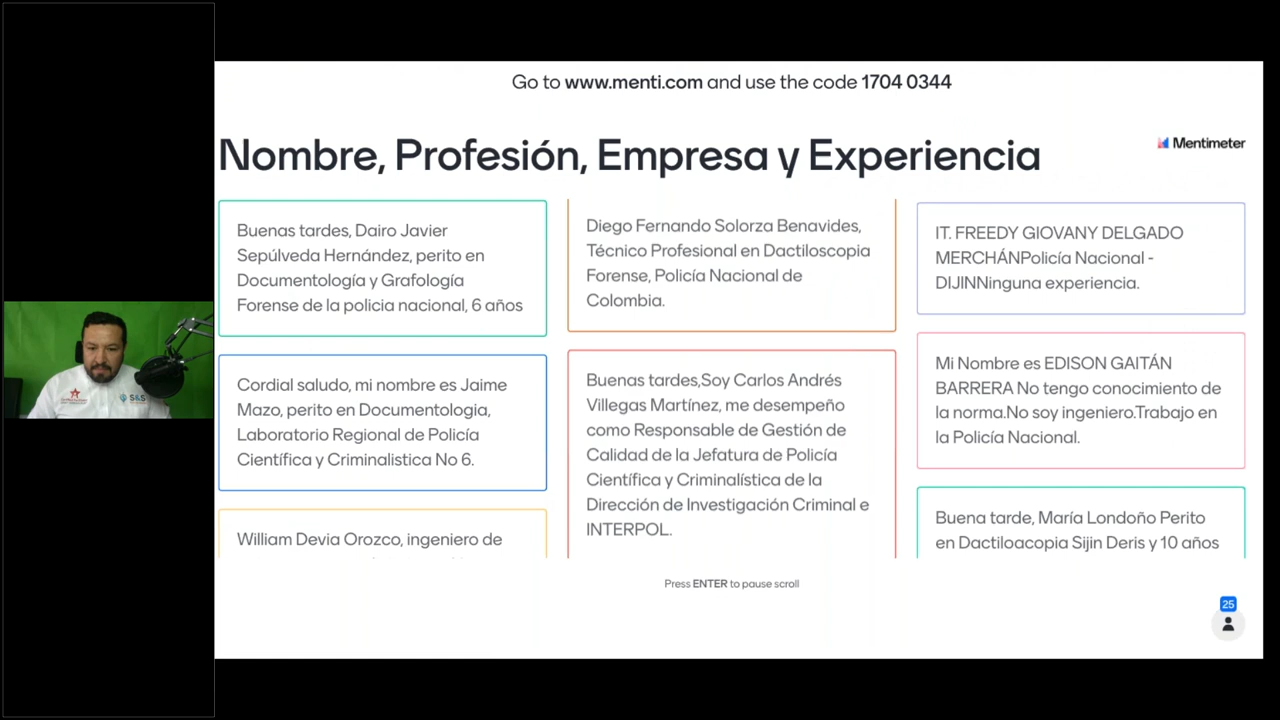 Go to www.menti.com and use the code 1704 0344
Nombre, Profesión, Empresa y Experiencia
Mentimeter
Buenas tardes, Dairo Javier
Sepúlveda Hernández, perito en
Documentología y Grafología
Forense de la policia nacional, 6 años
Cordial saludo, mi nombre es Jaime
Mazo, perito en Documentologia,
Laboratorio Regional de Policía
Científica y Criminalistica No 6.
William Devia Orozco, ingeniero de
Diego Fernando Solorza Benavides,
Técnico Profesional en Dactiloscopia
Forense, Policía Nacional de
Colombia.
Buenas tardes,Soy Carlos Andrés
Villegas Martínez, me desempeño
como Responsable de Gestión de
Calidad de la Jefatura de Policía
Científica y Criminalística de la
Dirección de Investigación Criminal e
INTERPOL.
IT. FREEDY GIOVANY DELGADO
MERCHÁNPolicía Nacional -
DIJINNinguna experiencia.
Mi Nombre es EDISON GAITÁN
BARRERA No tengo conocimiento de
la norma.No soy ingeniero.Trabajo en
la Policía Nacional.
Buena tarde, María Londoño Perito
en Dactiloacopia Sijin Deris y 10 años
Press ENTER to pause scroll
25
S&S